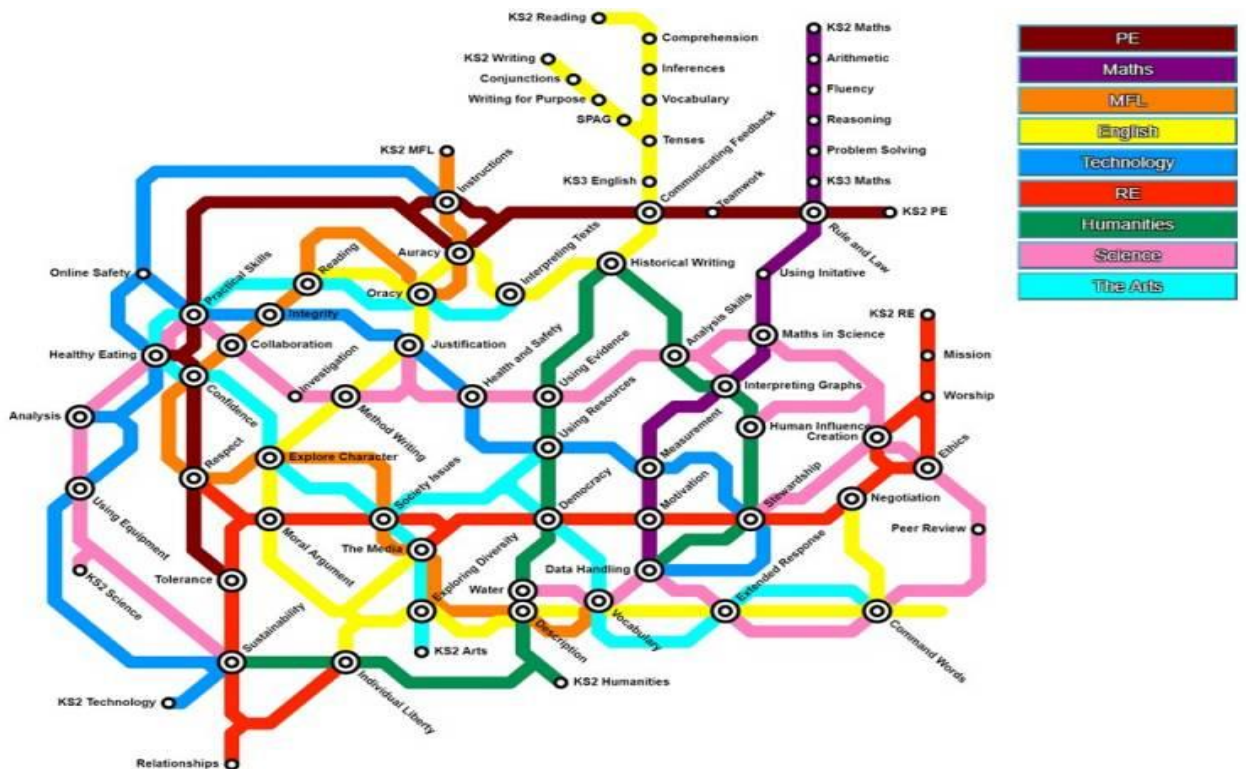 KS2 Reading
Comprehension
KS2 Writing
Inferences
Conjunctions
Writing for Purpose
Vocabulary
SPAG
Tenses
KS3 English
Communicating Feedback
Teamwork
KS2 Maths
Arithmetic
Fluency
Reasoning
Problem Solving
KS3 Maths
KS2 PE
Rule and Law
PE
Maths
MFL
English
Technology
RE
Humanities
Science
The Arts
KS2 MFL
Instructions
Auracy
Interpreting Texts
Historical Writing
Using Initative
Online Safety
Practical Skills
Reading
Oracy
Integrity
Analysis Skills
Maths in Science
KS2 RE
Mission
Worship
Healthy Eating
Collaboration
Justification
Health and Safety
Using Evidence
Investigation
Confidence
Method Writing
Using Resources
Measurement
Interpreting Graphs
Human Influence
Creation
Ethics
Analysis
Respect
Explore Character
Society Issues
Democracy
Motivation
Stewardship
Negotiation
Peer Review
Using Equipment
KS2 Science
Tolerance
Moral Argument
The Media
Exploring Diversity
Water
Data Handling
Extended Response
Description
Vocabulary
Command Words
Sustainability
Individual Liberty
KS2 Arts
KS2 Humanities
KS2 Technology
Relationships